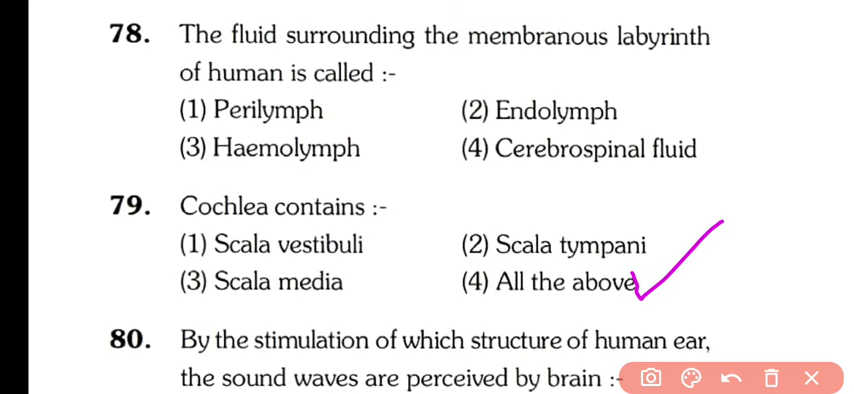 78. The fluid surrounding the membranous labyrinth
of human is called :-
(1) Perilymph (2) Endolymph
(3) Haemolymph (4) Cerebrospinal fluid
79. Cochlea contains :-
(1) Scala vestibuli (2) Scala tympani
(3) Scala media (4) All the above
80. By the stimulation of which structure of human ear,
the sound waves are perceived by brain :-